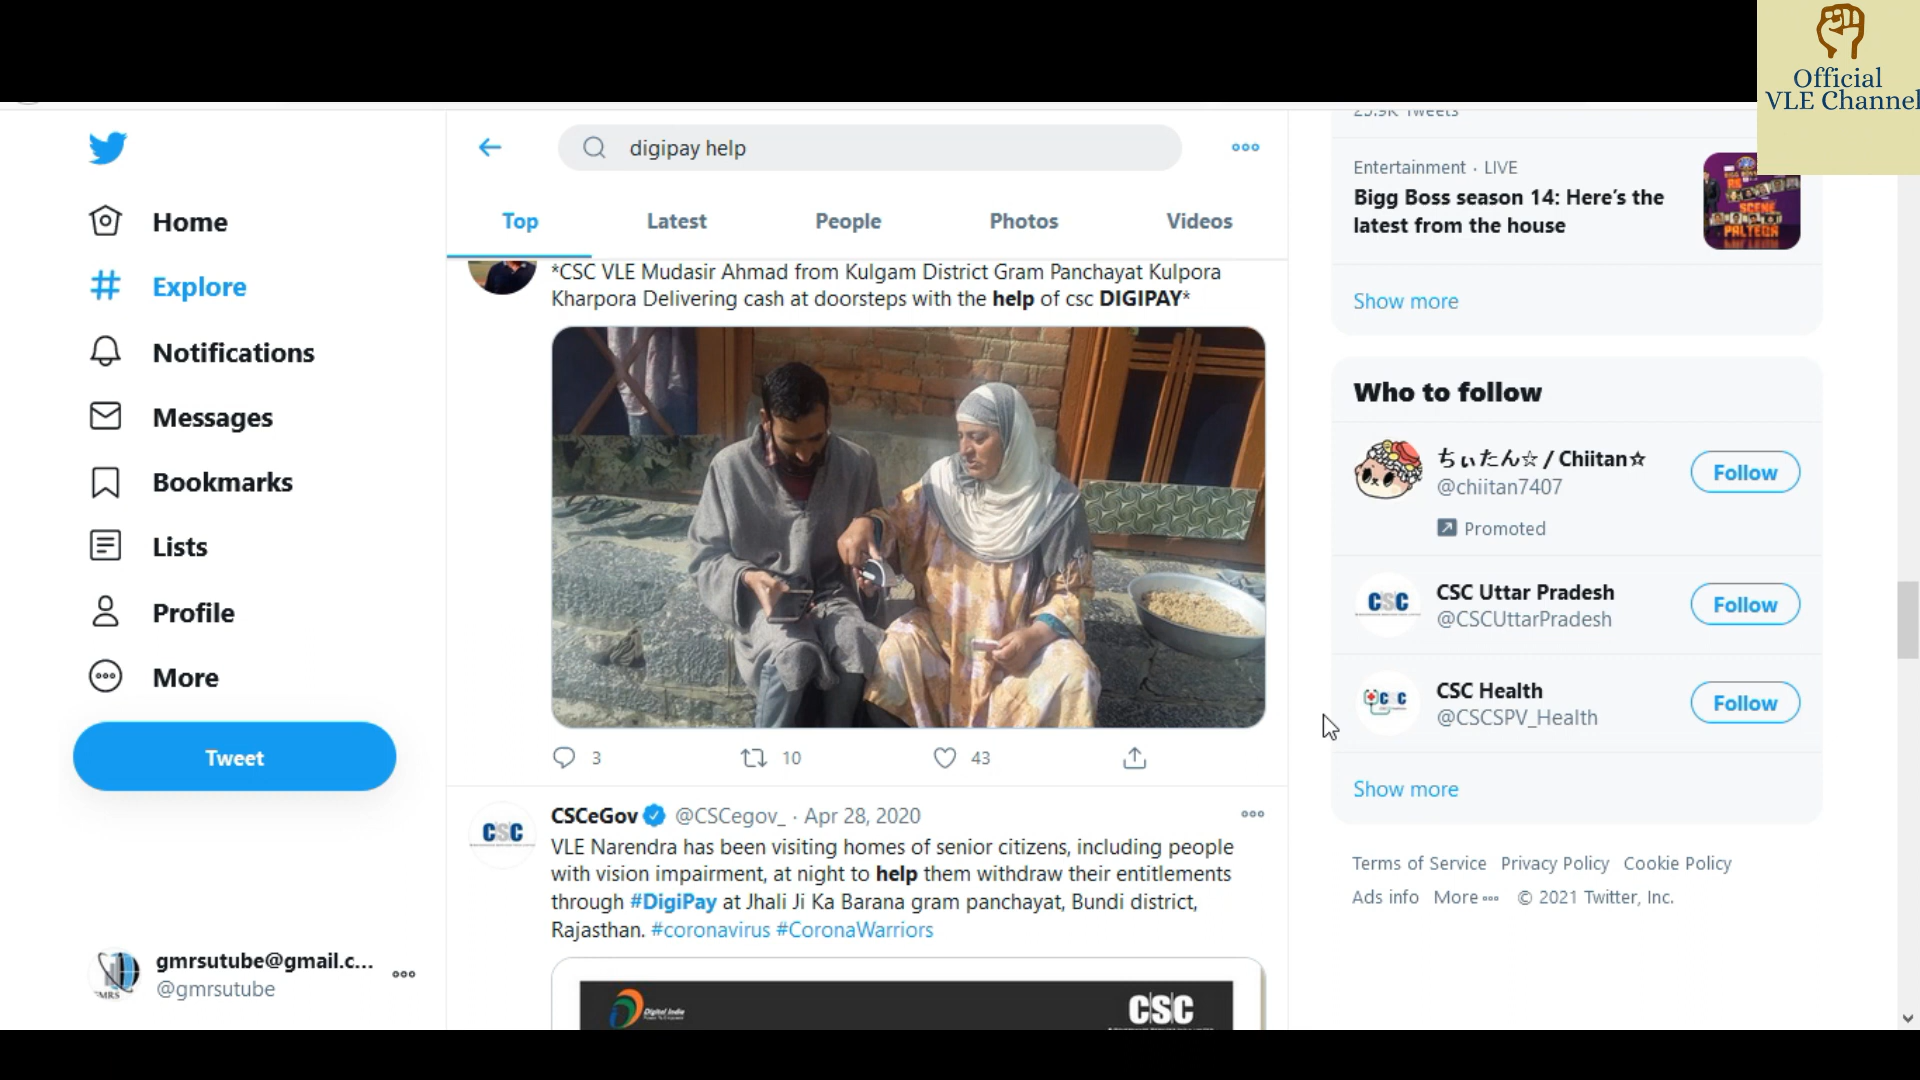 Official
VLE Channel
digipay help
Top
Latest
People
Photos
Videos
Home
Explore
Notifications
Messages
Bookmarks
Lists
Profile
More
Tweet
gmrsutube@gmail.c...
@gmrsutube
*CSC VLE Mudasir Ahmad from Kulgam District Gram Panchayat Kulpora
Kharpora Delivering cash at doorsteps with the help of csc DIGIPAY*
3
10
43
CSCeGov @CSCegov_ · Apr 28, 2020
VLE Narendra has been visiting homes of senior citizens, including people
with vision impairment, at night to help them withdraw their entitlements
through #DigiPay at Jhali Ji Ka Barana gram panchayat, Bundi district,
Rajasthan. #coronavirus #CoronaWarriors
CSC
Digital India
CSC
Entertainment · LIVE
Bigg Boss season 14: Here’s the
latest from the house
Show more
Who to follow
ちぃたん☆ / Chiitan☆
@chiitan7407
Promoted
Follow
CSC
CSC Uttar Pradesh
@CSCUttarPradesh
Follow
CSC Health
@CSCSPV_Health
Follow
Show more
Terms of Service Privacy Policy Cookie Policy
Ads info More © 2021 Twitter, Inc.